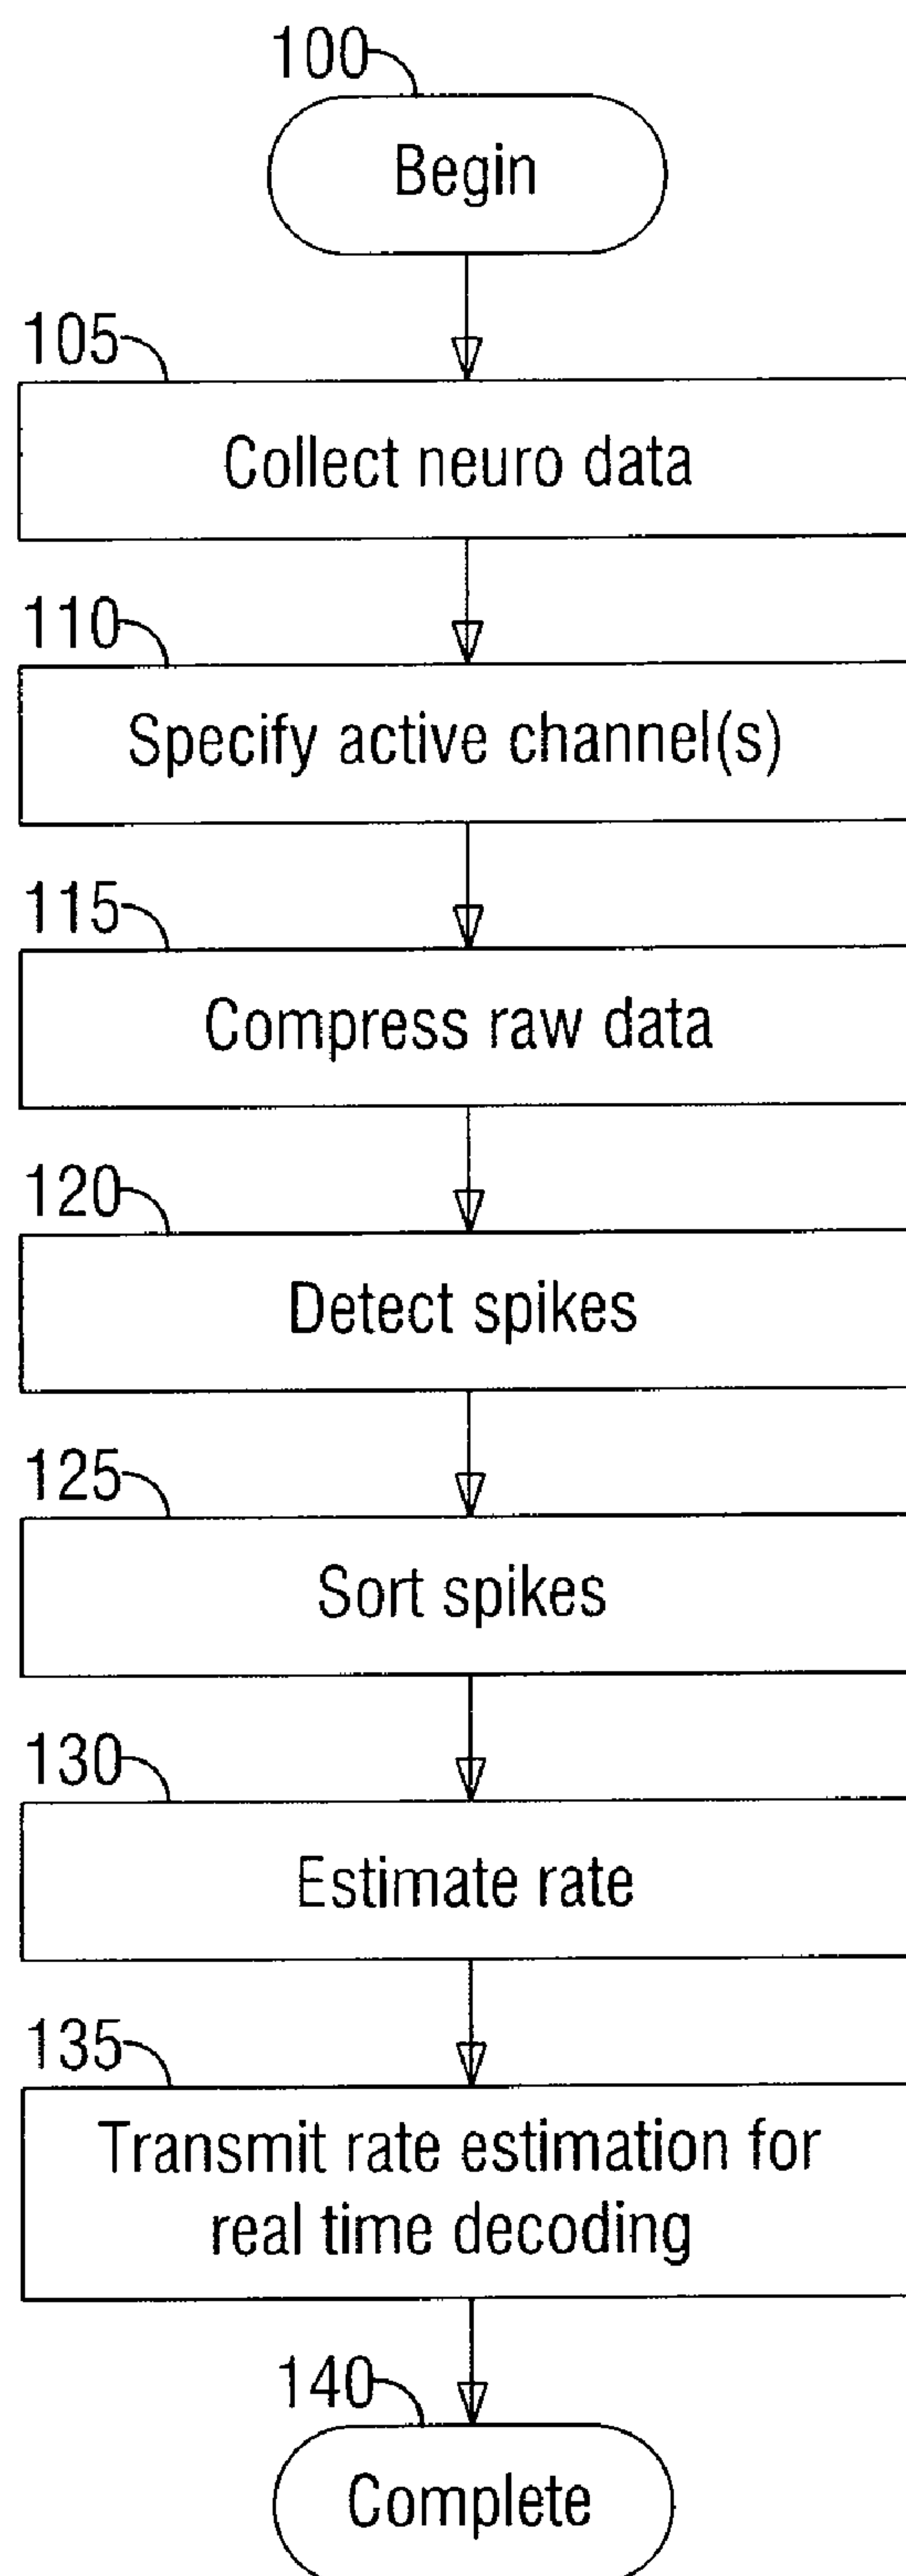 100
Begin
105
Collect neuro data
110
Specify active channel(s)
115
Compress raw data
120
Detect spikes
125
Sort spikes
130
Estimate rate
135
Transmit rate estimation for
real time decoding
140
Complete